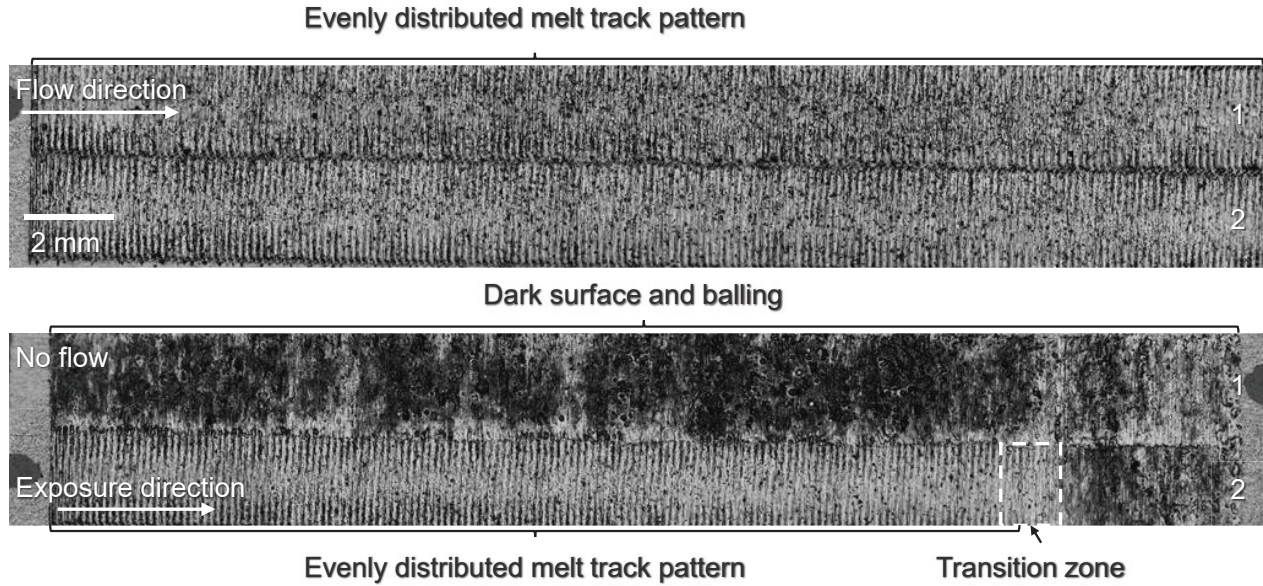 Evenly distributed melt track pattern
Flow direction
1
2 mm
2
Dark surface and balling
No flow
1
Exposure direction
2
Evenly distributed melt track pattern
Transition zone